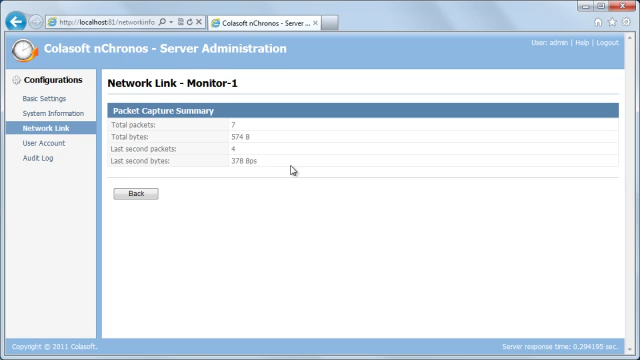 http://localhost:81/networkinfo
Colasoft nChronos - Server ...
Colasoft nChronos - Server Administration
User: admin | Help | Logout
Configurations
Basic Settings
System Information
Network Link
User Account
Audit Log
Network Link - Monitor-1
Packet Capture Summary
Total packets: 7
Total bytes: 574 B
Last second packets: 4
Last second bytes: 378 Bps
Back
Copyright © 2011 Colasoft.
Server response time: 0.294195 sec.